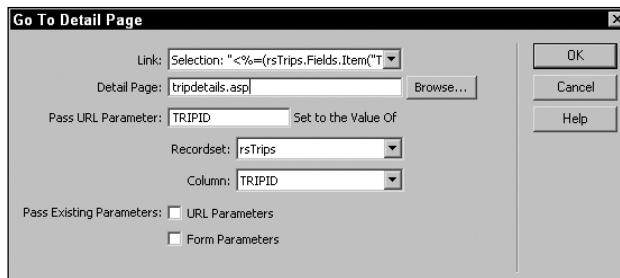 Go To Detail Page
Link: Selection: "<%=(rsTrips.Fields.Item("T
OK
Detail Page: tripdetails.asp Browse...
Cancel
Pass URL Parameter: TRIPID Set to the Value Of
Help
Recordset: rsTrips
Column: TRIPID
Pass Existing Parameters: URL Parameters
Form Parameters